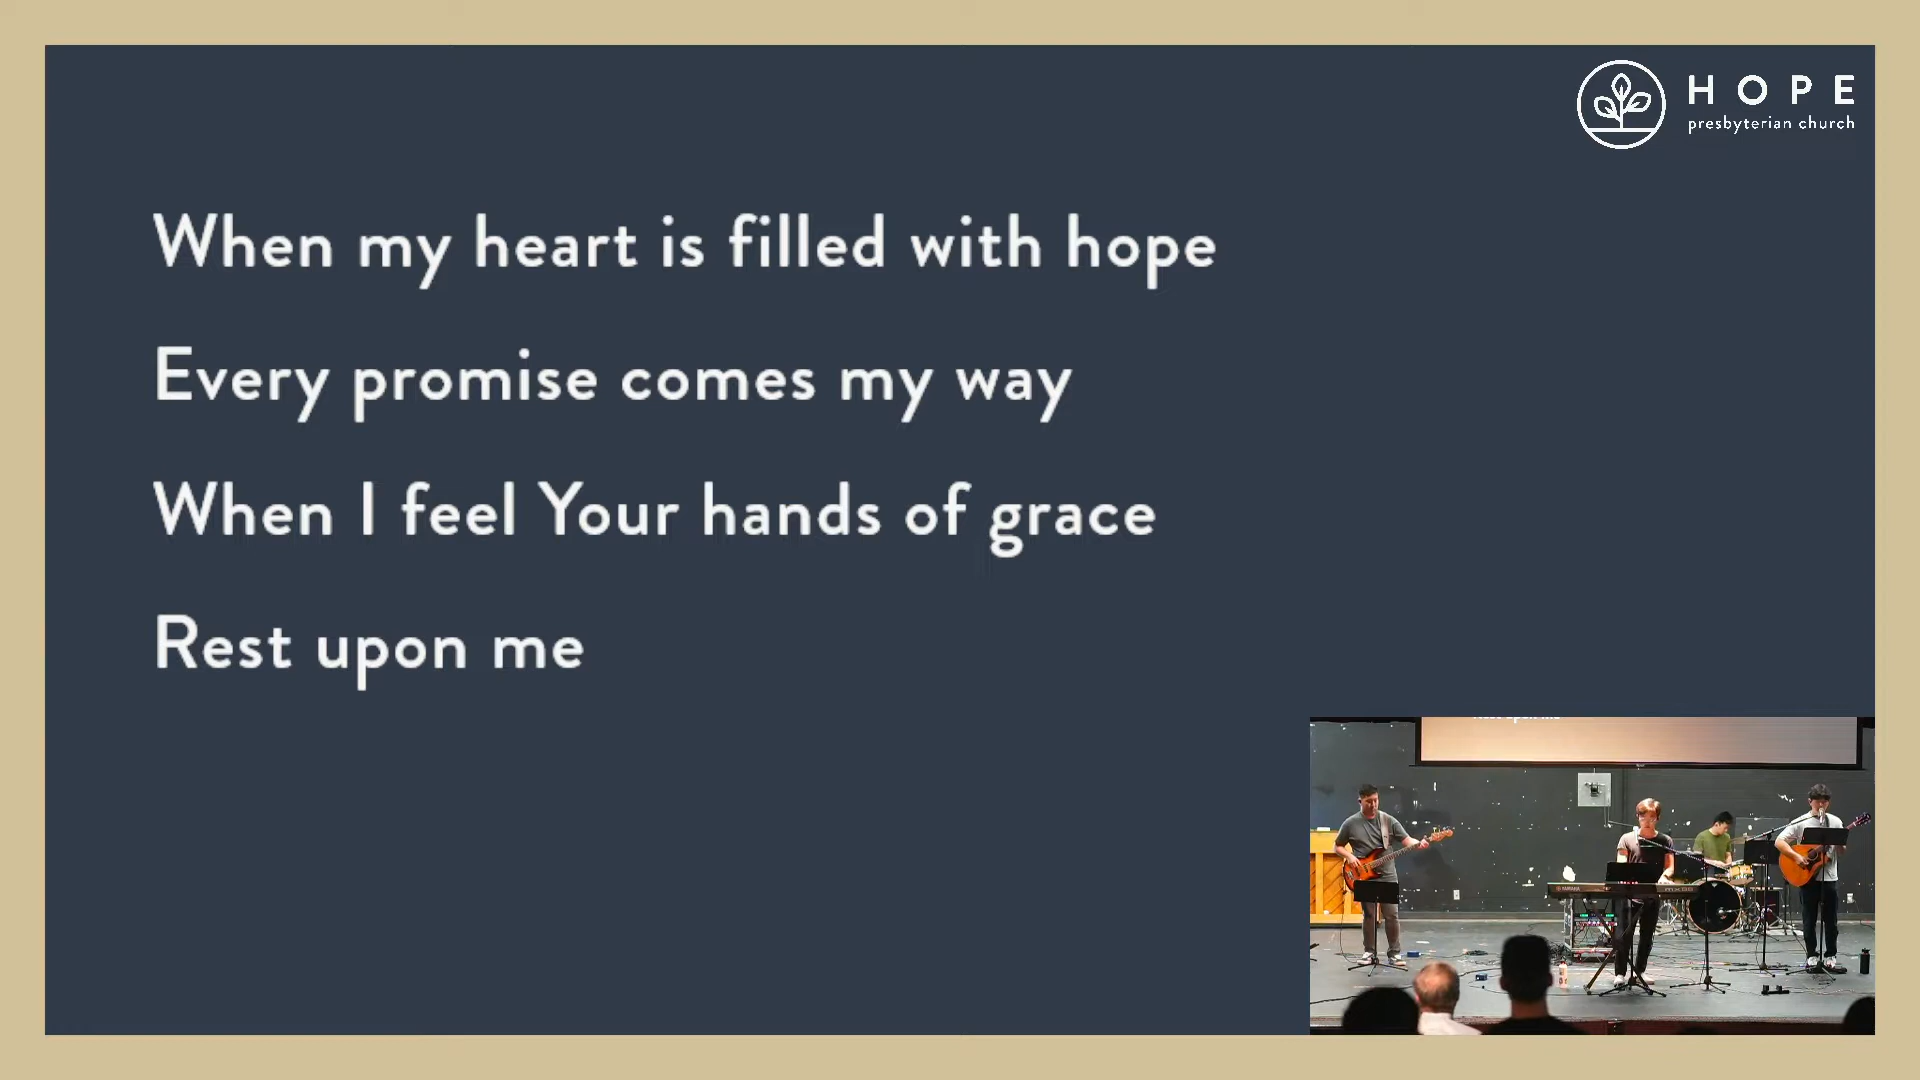 HOPE
presbyterian church
When my heart is filled with hope
Every promise comes my way
When I feel Your hands of grace
Rest upon me
YAMAHA